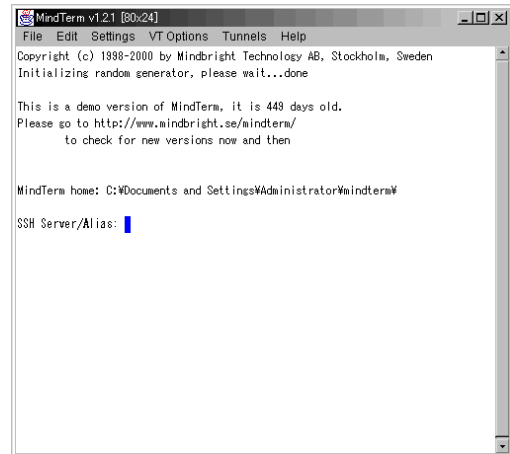 MindTerm v1.2.1 [80x24]
File Edit Settings VT Options Tunnels Help
Copyright (c) 1998-2000 by Mindbright Technology AB, Stockholm, Sweden
Initializing random generator, please wait...done
This is a demo version of MindTerm, it is 449 days old.
Please go to http://www.mindbright.se/mindterm/
to check for new versions now and then
MindTerm home: C:¥Documents and Settings¥Administrator¥mindterm¥
SSH Server/Alias: